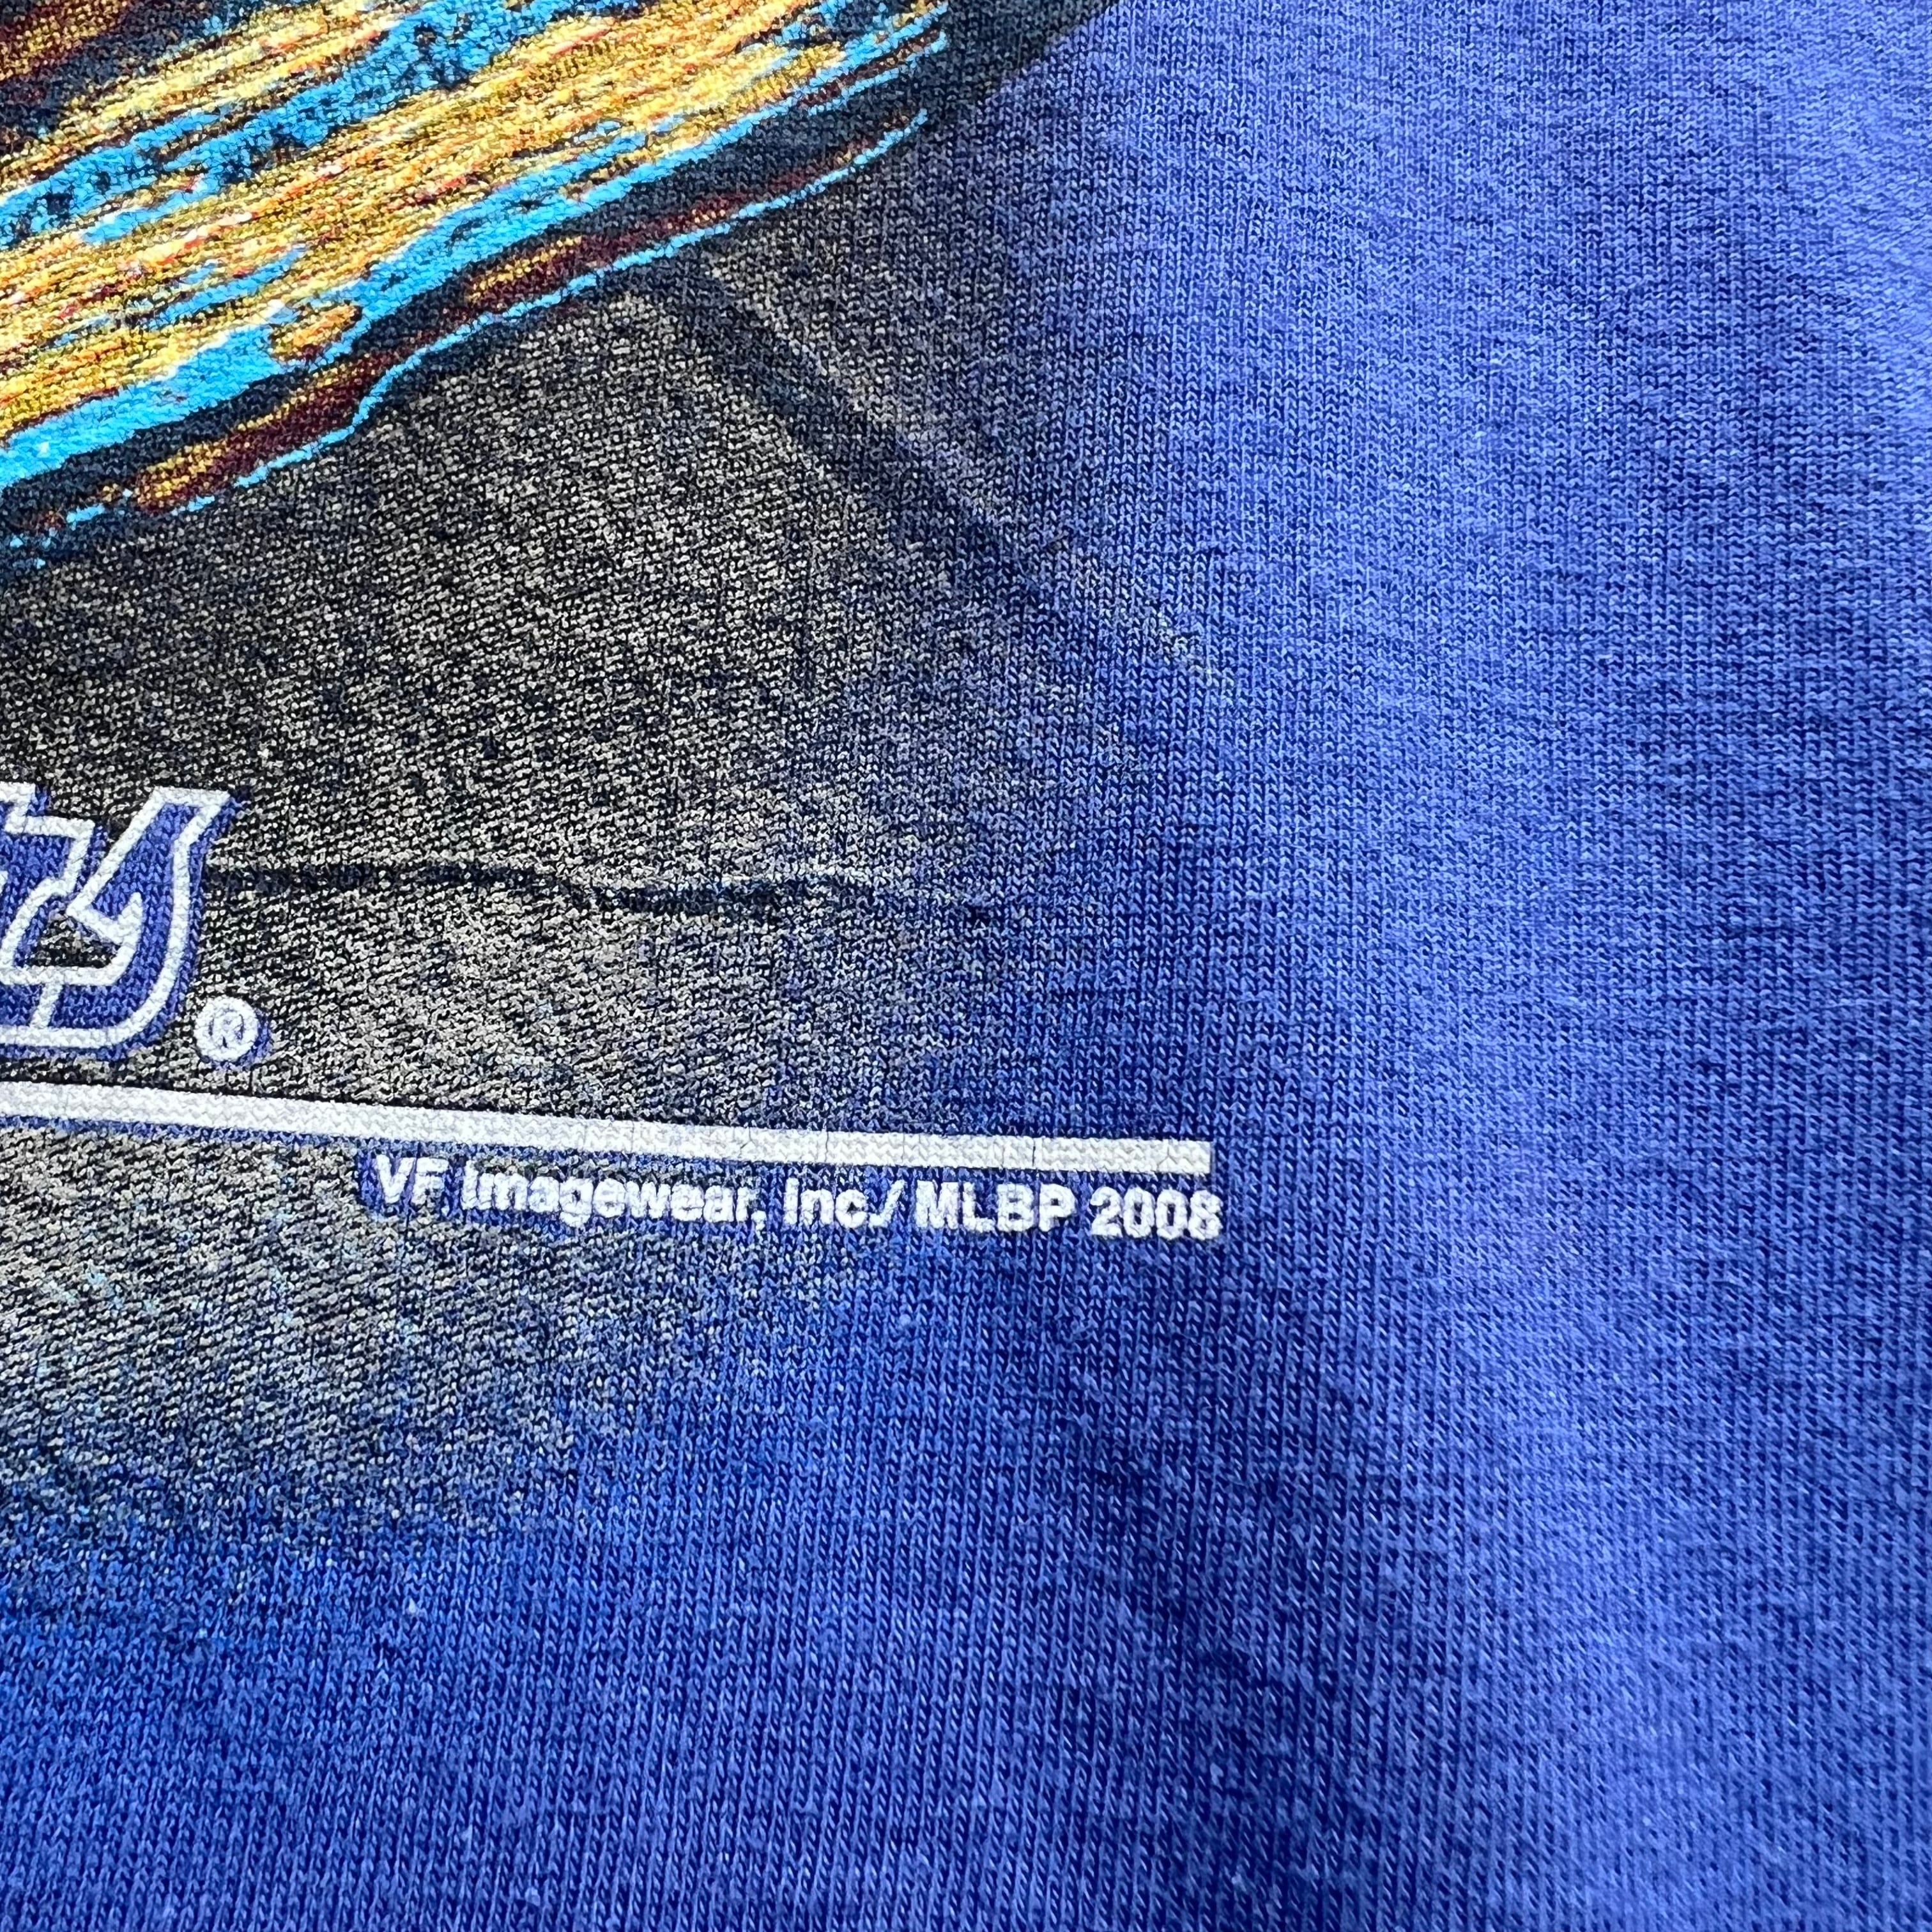 ®
VF Imagewear, Inc./ MLBP 2008